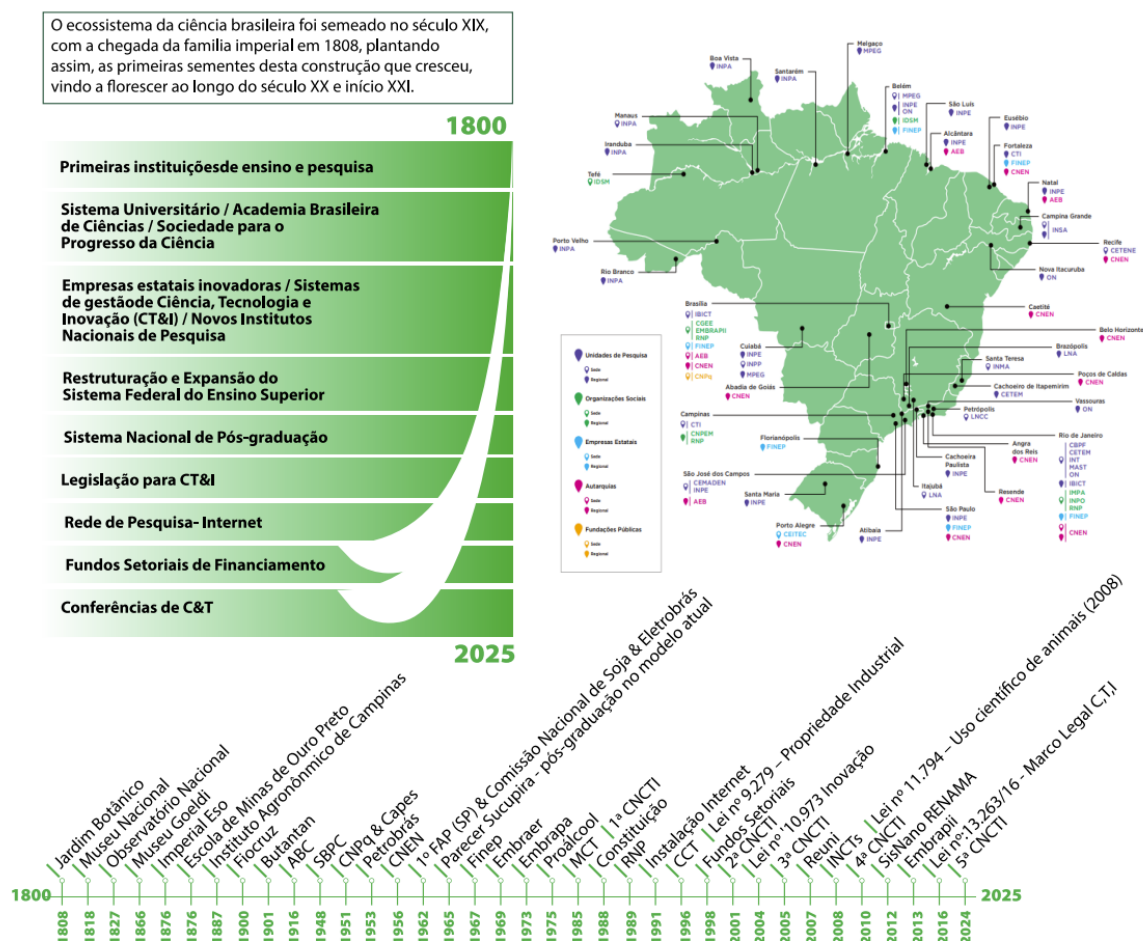 O ecossistema da ciência brasileira foi semeado no século XIX,
com a chegada da familia imperial em 1808, plantando
assim, as primeiras sementes desta construção que cresceu,
vindo a florescer ao longo do século XX e início XXI.
1800
Primeiras instituiçõesde ensino e pesquisa
Sistema Universitário / Academia Brasileira
de Ciências / Sociedade para o
Progresso da Ciência
Empresas estatais inovadoras / Sistemas
de gestãode Ciência, Tecnologia e
Inovação (CT&I) / Novos Institutos
Nacionais de Pesquisa
Restruturação e Expansão do
Sistema Federal do Ensino Superior
Sistema Nacional de Pós-graduação
Legislação para CT&I
Rede de Pesquisa- Internet
Fundos Setoriais de Financiamento
Conferências de C&T
2025
Melgaço
MPEG
Boa Vista
INPA
Santarém
INPA
Belém
MPEG
INPE
ON
IDSM
FINEP
São Luís
INPE
Manaus
INPA
Eusébio
INPE
Alcântara
INPE
AEB
Iranduba
INPA
Fortaleza
CTI
FINEP
CNEN
Tefé
IDSM
Natal
INPE
AEB
Campina Grande
INSA
Porto Velho
INPA
Recife
CETENE
CNEN
Rio Branco
INPA
Nova Itacuruba
ON
Brasília
IBICT
CGEE
EMBRAPII
RNP
FINEP
AEB
CNEN
CNPq
Caetité
CNEN
Belo Horizonte
CNEN
Cuiabá
INPE
INPP
MPEG
Brazópolis
LNA
Santa Teresa
INMA
Poços de Caldas
CNEN
Abadia de Goiás
CNEN
Cachoeiro de Itapemirim
CETEM
Vassouras
ON
Petrópolis
LNCC
Campinas
CTI
CNPEM
RNP
Florianópolis
FINEP
Rio de Janeiro
CBPF
CETEM
INT
MAST
ON
IBICT
IMPA
INPO
RNP
FINEP
CNEN
Angra
dos Reis
CNEN
Cachoeira
Paulista
INPE
São José dos Campos
CEMADEN
INPE
AEB
Itajubá
LNA
Resende
CNEN
Santa Maria
INPE
São Paulo
INPE
FINEP
CNEN
Porto Alegre
CEITEC
CNEN
Atibaia
INPE
Unidades de Pesquisa
Sede
Regional
Organizações Sociais
Sede
Regional
Empresas Estatais
Sede
Regional
Autarquias
Sede
Regional
Fundações Públicas
Sede
Regional
Jardim Botânico
Museu Nacional
Observatório Nacional
Museu Goeldi
Imperial Eso
Escola de Minas de Ouro Preto
Instituto Agronônmico de Campinas
Fiocruz
Butantan
ABC
SBPC
CNPq & Capes
Petrobrás
CNEN
1º FAP (SP) & Comissão Nacional de Soja & Eletrobrás
Parecer Sucupira - pós-graduação no modelo atual
Finep
Embraer
Embrapa
Proálcool
MCT
1ª CNCTI
Constituição
RNP
Instalação Internet
CCT
Lei nº 9.279 – Propriedade Industrial
Fundos Setoriais
2ª CNCTI
Lei nº '10.973 Inovação
3ª CNCTI
Reuni
INCTs
Lei nº 11.794 – Uso científico de animais (2008)
4ª CNCTI
SisNano RENAMA
Embrapii
Lei nº·13.263/16 - Marco Legal C,T,I
5ª CNCTI
1800
2025
1808
1818
1827
1866
1876
1876
1887
1900
1901
1916
1948
1951
1953
1956
1962
1965
1967
1969
1973
1975
1985
1988
1989
1991
1996
1998
2001
2004
2005
2007
2008
2010
2012
2013
2016
2024